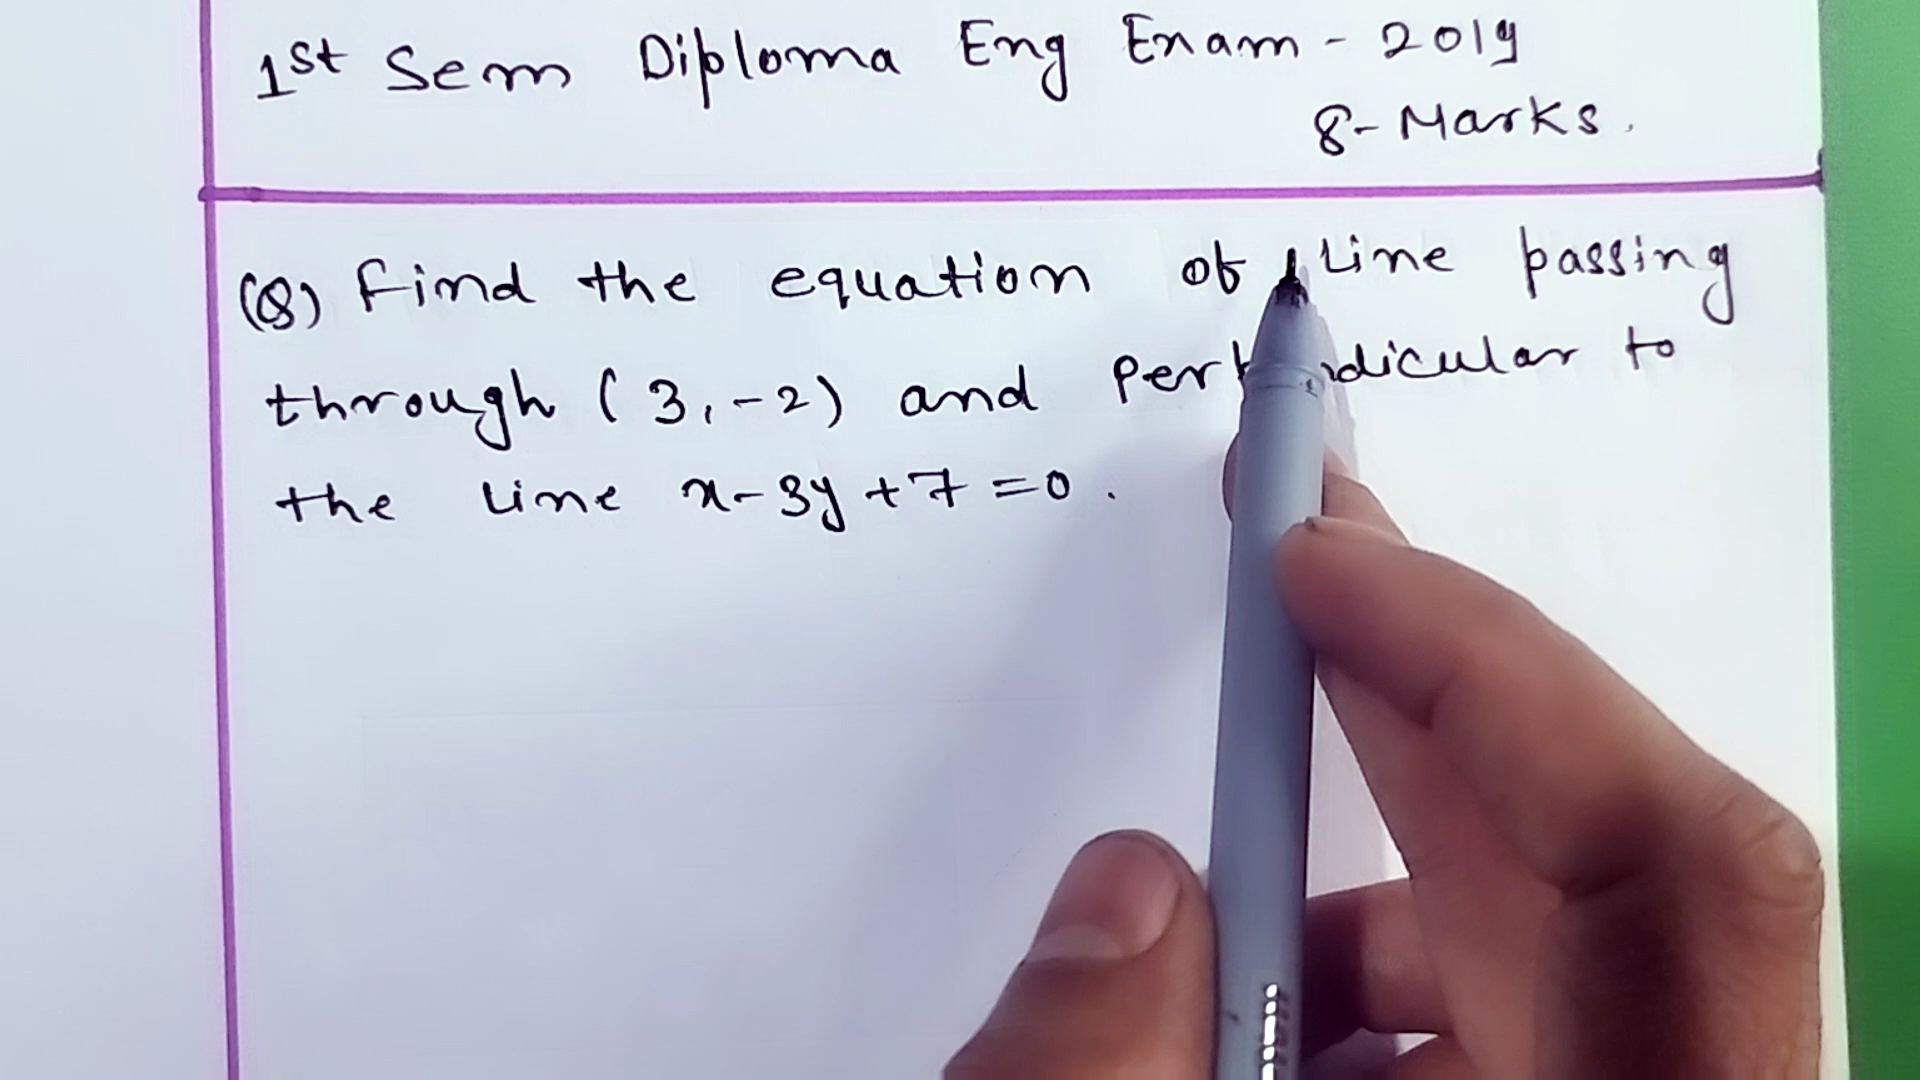 1st Sem Diploma Eng Exam - 2019
8-Marks.
(Q) Find the equation of line passing
through (3, -2) and to
the line x-3y+7=0.